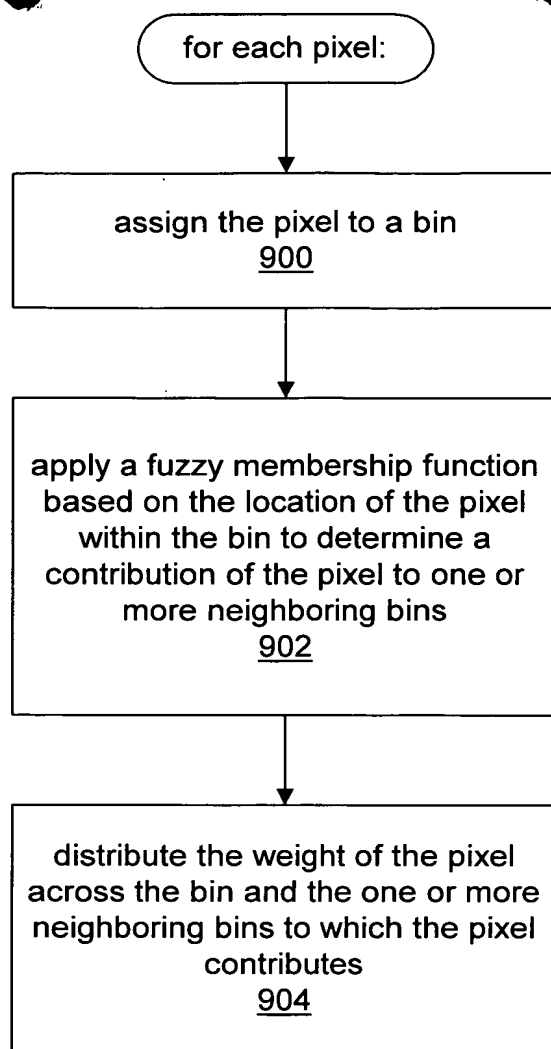 for each pixel:
assign the pixel to a bin
900
apply a fuzzy membership function
based on the location of the pixel
within the bin to determine a
contribution of the pixel to one or
more neighboring bins
902
distribute the weight of the pixel
across the bin and the one or more
neighboring bins to which the pixel
contributes
904